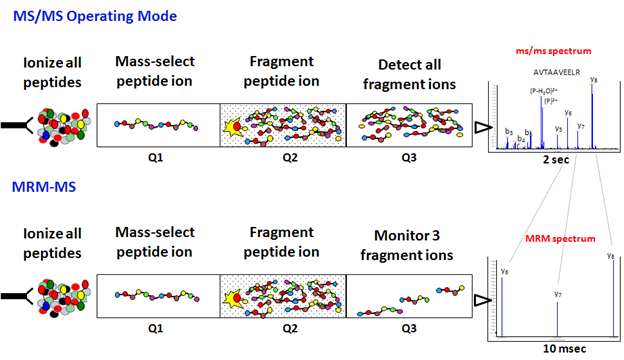 MS/MS Operating Mode
Ionize all
peptides
Mass-select
peptide ion
Fragment
peptide ion
Detect all
fragment ions
Q1
Q2
Q3
ms/ms spectrum
AVTAAVEELR
y8
(P-H₂O)²⁺
(P)²⁺
y6
y7
y5
b3
b4
b5
2 sec
MRM-MS
Ionize all
peptides
Mass-select
peptide ion
Fragment
peptide ion
Monitor 3
fragment ions
Q1
Q2
Q3
MRM spectrum
y6
y7
y8
10 msec